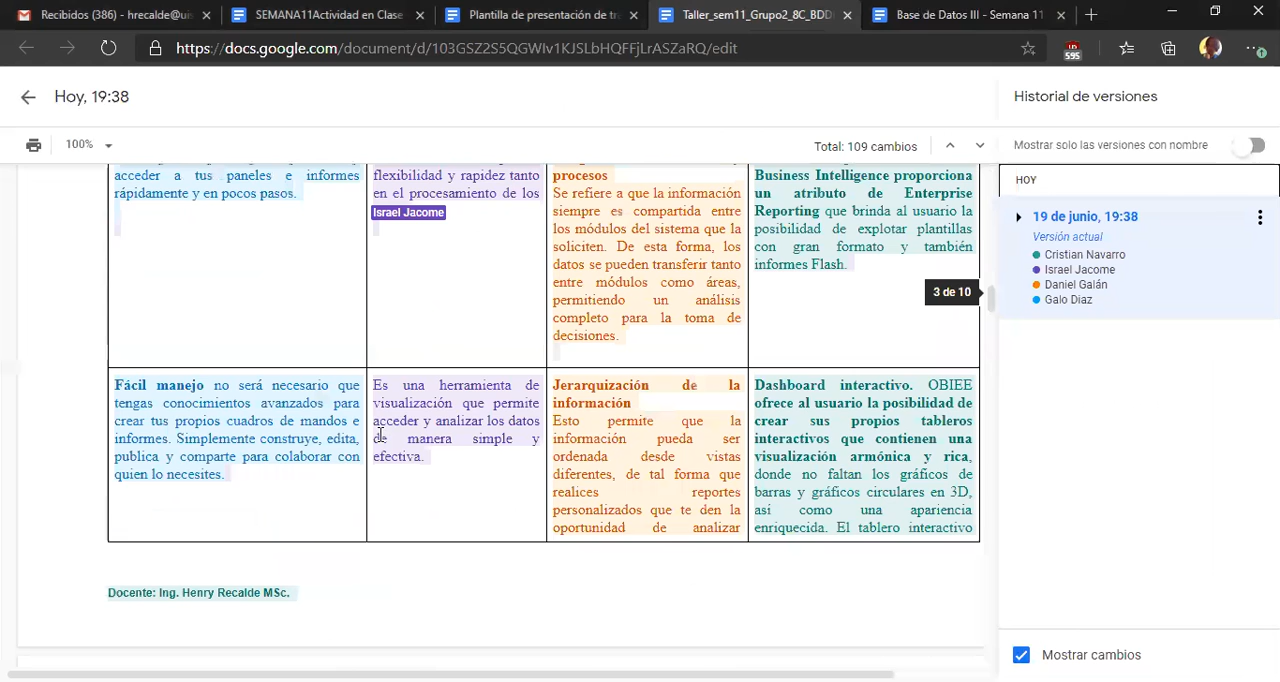 Recibidos (386) - hrecalde@uis
SEMANA11Actividad en Clase
Plantilla de presentación de tra
Taller_sem11_Grupo2_8C_BDD
Base de Datos III - Semana 11
https://docs.google.com/document/d/103GSZ2S5QGWIv1KJSLbHQFFjLrASZaRQ/edit
595
Hoy, 19:38
Historial de versiones
100%
Total: 109 cambios
Mostrar solo las versiones con nombre
acceder a tus paneles e informes
rápidamente y en pocos pasos.
flexibilidad y rapidez tanto
en el procesamiento de los
Israel Jacome
procesos
Se refiere a que la información
siempre es compartida entre
los módulos del sistema que la
soliciten. De esta forma, los
datos se pueden transferir tanto
entre módulos como áreas,
permitiendo un análisis
completo para la toma de
decisiones.
Business Intelligence proporciona
un atributo de Enterprise
Reporting que brinda al usuario la
posibilidad de explotar plantillas
con gran formato y también
informes Flash.
3 de 10
HOY
19 de junio, 19:38
Versión actual
Cristian Navarro
Israel Jacome
Daniel Galán
Galo Diaz
Fácil manejo no será necesario que
tengas conocimientos avanzados para
crear tus propios cuadros de mandos e
informes. Simplemente construye, edita,
publica y comparte para colaborar con
quien lo necesites.
Es una herramienta de
visualización que permite
acceder y analizar los datos
de manera simple y
efectiva.
Jerarquización de la
información
Esto permite que la
información pueda ser
ordenada desde vistas
diferentes, de tal forma que
realices reportes
personalizados que te den la
oportunidad de analizar
Dashboard interactivo. OBIEE
ofrece al usuario la posibilidad de
crear sus propios tableros
interactivos que contienen una
visualización armónica y rica,
donde no faltan los gráficos de
barras y gráficos circulares en 3D,
así como una apariencia
enriquecida. El tablero interactivo
Docente: Ing. Henry Recalde MSc.
Mostrar cambios